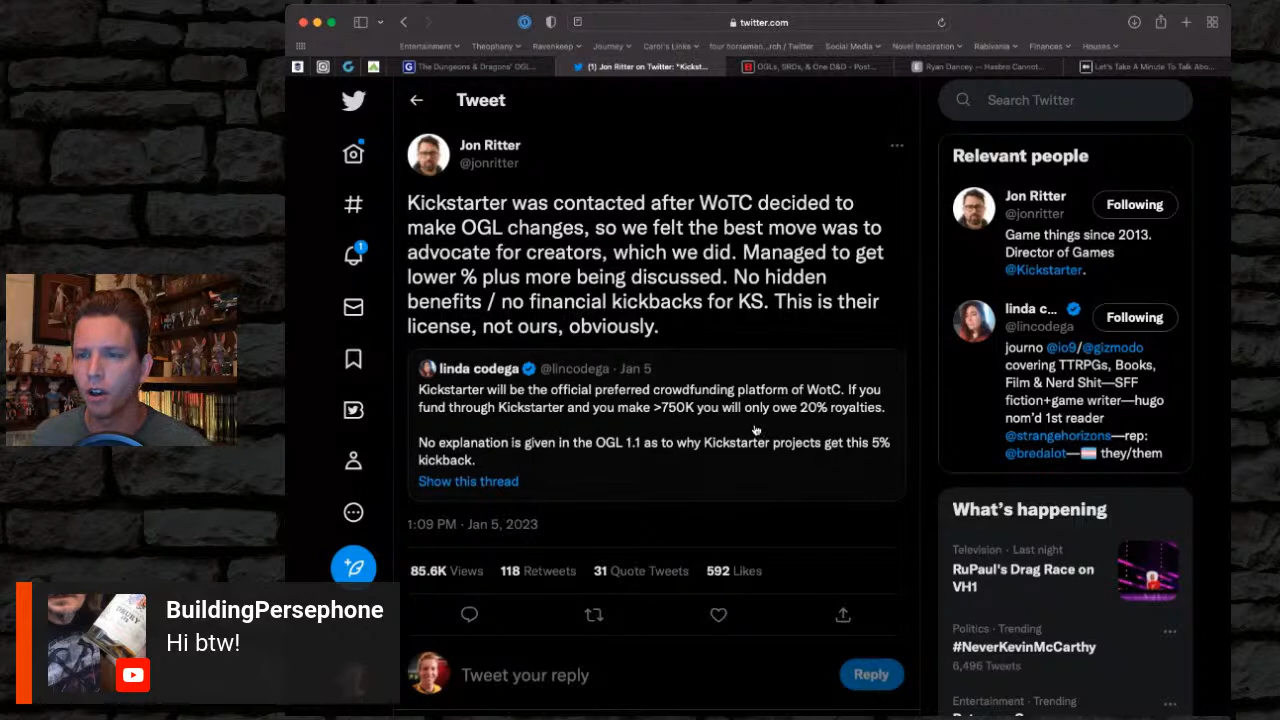 twitter.com
Entertainment
Theophany
Ravenkeep
Journey
Carol's Links
four horsemen...rch / Twitter
Social Media
Novel Inspiration
Rabivania
Finances
Houses
The Dungeons & Dragons' OGL...
(1) Jon Ritter on Twitter: "Kickst...
OGLs, SRDs, & One D&D - Post...
Ryan Dancey — Hasbro Cannot...
Let's Take A Minute To Talk Abo...
Tweet
Search Twitter
Jon Ritter
@jonritter
Kickstarter was contacted after WoTC decided to
make OGL changes, so we felt the best move was to
advocate for creators, which we did. Managed to get
lower % plus more being discussed. No hidden
benefits / no financial kickbacks for KS. This is their
license, not ours, obviously.
linda codega @lincodega · Jan 5
Kickstarter will be the official preferred crowdfunding platform of WotC. If you
fund through Kickstarter and you make >750K you will only owe 20% royalties.
No explanation is given in the OGL 1.1 as to why Kickstarter projects get this 5%
kickback.
Show this thread
1:09 PM · Jan 5, 2023
85.6K Views 118 Retweets 31 Quote Tweets 592 Likes
Tweet your reply
Reply
Relevant people
Jon Ritter
@jonritter
Following
Game things since 2013.
Director of Games
@Kickstarter.
linda c...
@lincodega
Following
journo @io9/@gizmodo
covering TTRPGs, Books,
Film & Nerd Shit—SFF
fiction+game writer—hugo
nom'd 1st reader
@strangehorizons—rep:
@bredalot— they/them
What's happening
Television · Last night
RuPaul's Drag Race on
VH1
Politics · Trending
#NeverKevinMcCarthy
6,496 Tweets
Entertainment · Trending
1
BuildingPersephone
Hi btw!